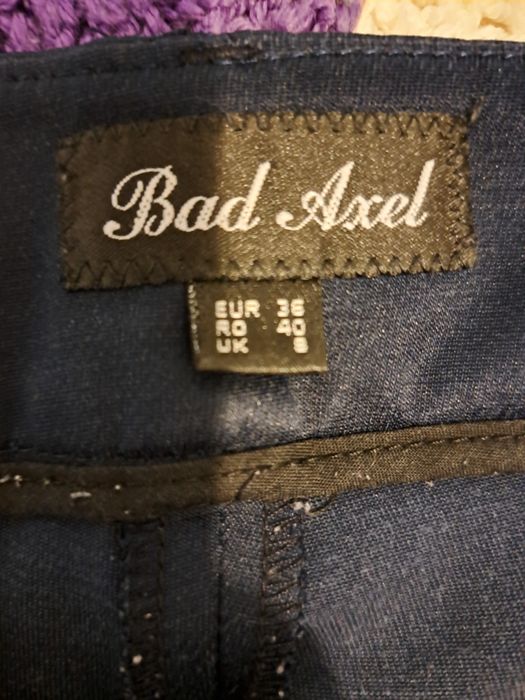 Bad Axel
EUR 36
RO 40
UK 8